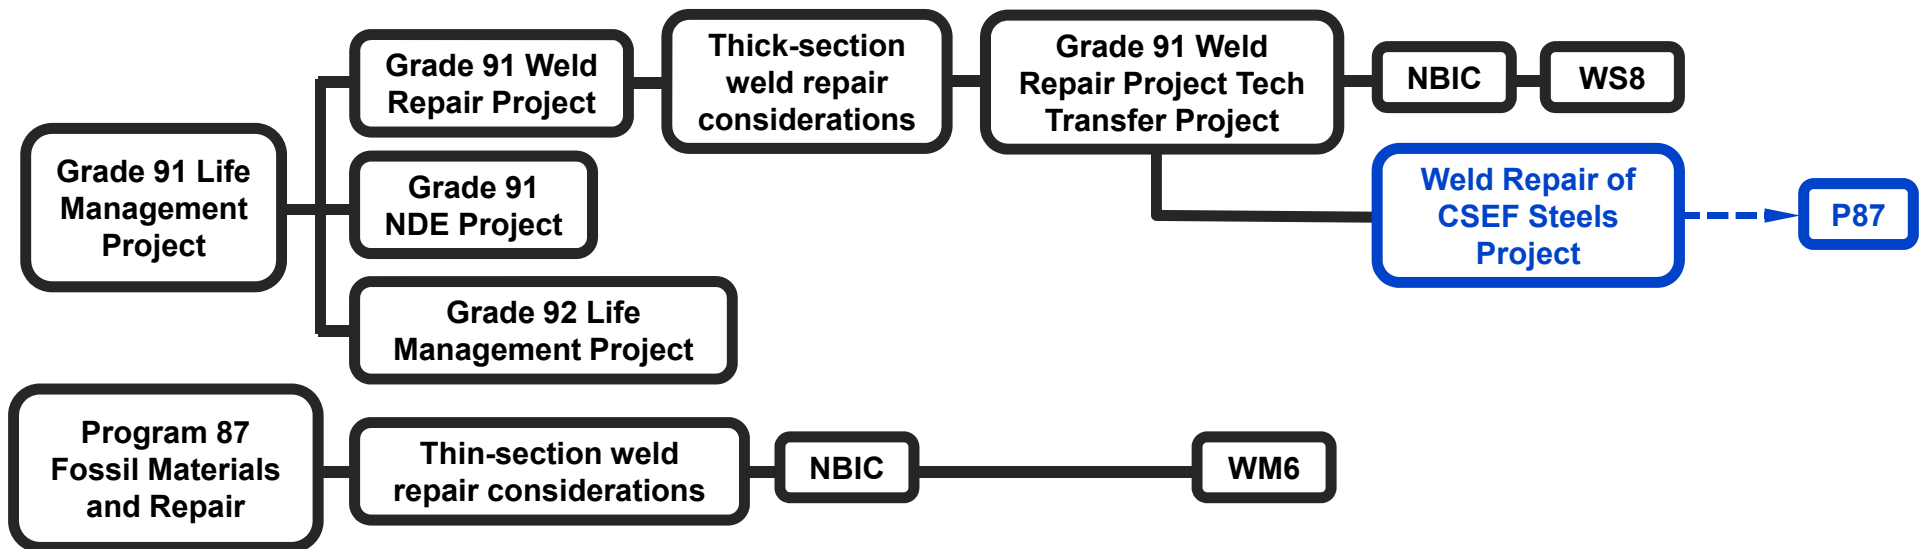 Grade 91 Life
Management
Project
Grade 91 Weld
Repair Project
Thick-section
weld repair
considerations
Grade 91 Weld
Repair Project Tech
Transfer Project
NBIC
WS8
Grade 91
NDE Project
Weld Repair of
CSEF Steels
Project
P87
Grade 92 Life
Management Project
Program 87
Fossil Materials
and Repair
Thin-section weld
repair considerations
NBIC
WM6